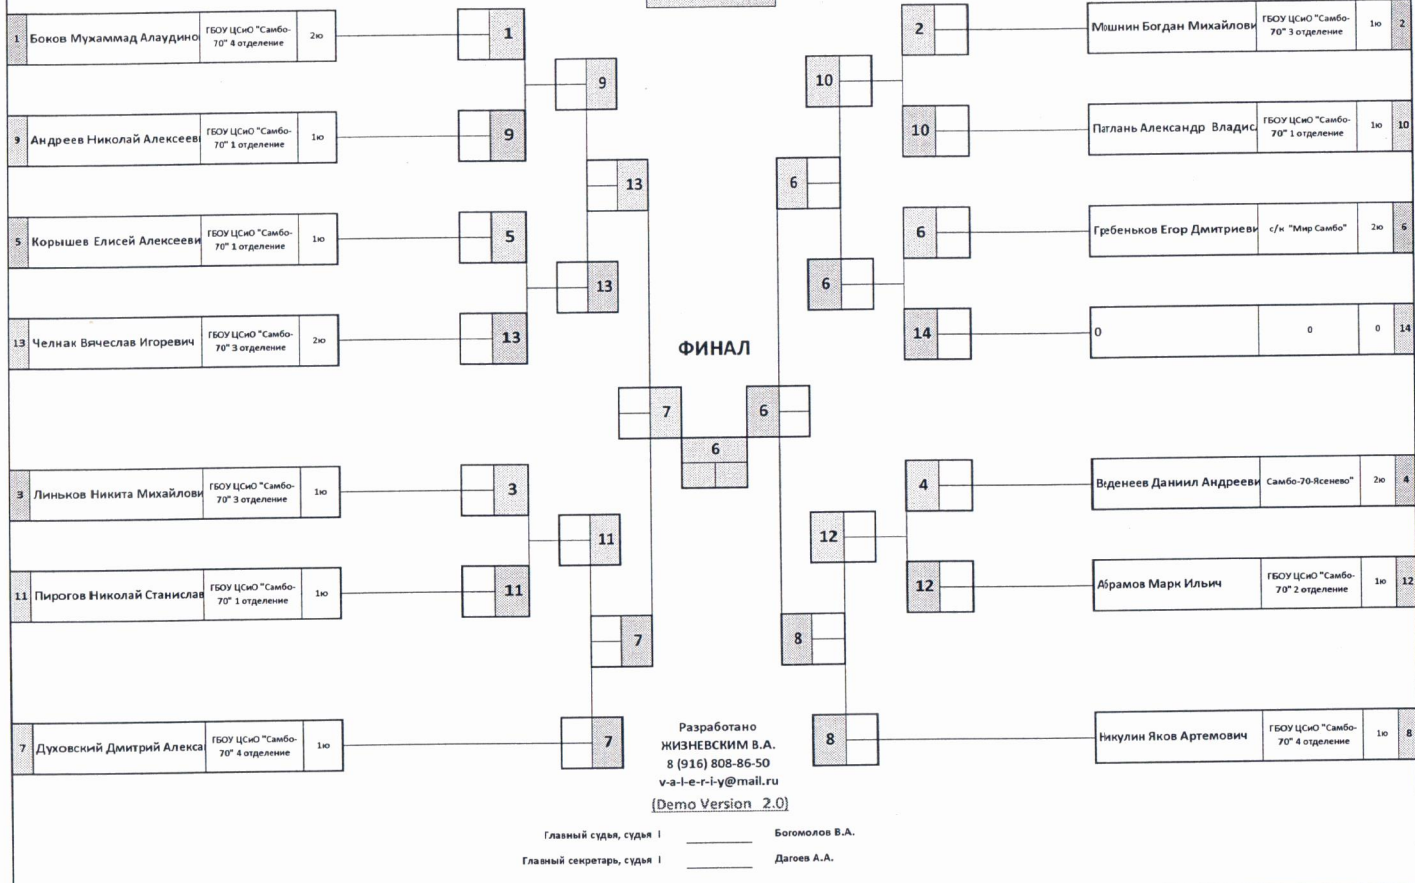 1 Боков Мухаммад Алаудино ГБОУ ЦСиО "Самбо-
70" 4 отделение 2ю
1
9
9 Андреев Николай Алексееви ГБОУ ЦСиО "Самбо-
70" 1 отделение 1ю
9
13
5 Корышев Елисей Алексееви ГБОУ ЦСиО "Самбо-
70" 1 отделение 1ю
5
13
13 Челнак Вячеслав Игоревич ГБОУ ЦСиО "Самбо-
70" 3 отделение 2ю
13
3 Линьков Никита Михайлови ГБОУ ЦСиО "Самбо-
70" 3 отделение 1ю
3
11
11 Пирогов Николай Станислав ГБОУ ЦСиО "Самбо-
70" 1 отделение 1ю
11
7
7 Духовский Дмитрий Алекса ГБОУ ЦСиО "Самбо-
70" 4 отделение 1ю
7
ФИНАЛ
7
6
6
2
Мошнин Богдан Михайлови ГБОУ ЦСиО "Самбо-
70" 3 отделение 1ю 2
10
10
Патлань Александр Владис ГБОУ ЦСиО "Самбо-
70" 1 отделение 1ю 10
6
6
Гребеньков Егор Дмитриеви с/к "Мир Самбо" 2ю 6
6
14
0 0 0 14
4
Веденеев Даниил Андрееви Самбо-70-Ясенево" 2ю 4
12
12
Абрамов Марк Ильич ГБОУ ЦСиО "Самбо-
70" 2 отделение 1ю 12
8
8
Никулин Яков Артемович ГБОУ ЦСиО "Самбо-
70" 4 отделение 1ю 8
Разработано
ЖИЗНЕВСКИМ В.А.
8 (916) 808-86-50
v-a-l-e-r-i-y@mail.ru
(Demo Version 2.0)
Главный судья, судья I Богомолов В.А.
Главный секретарь, судья I Дагоев А.А.